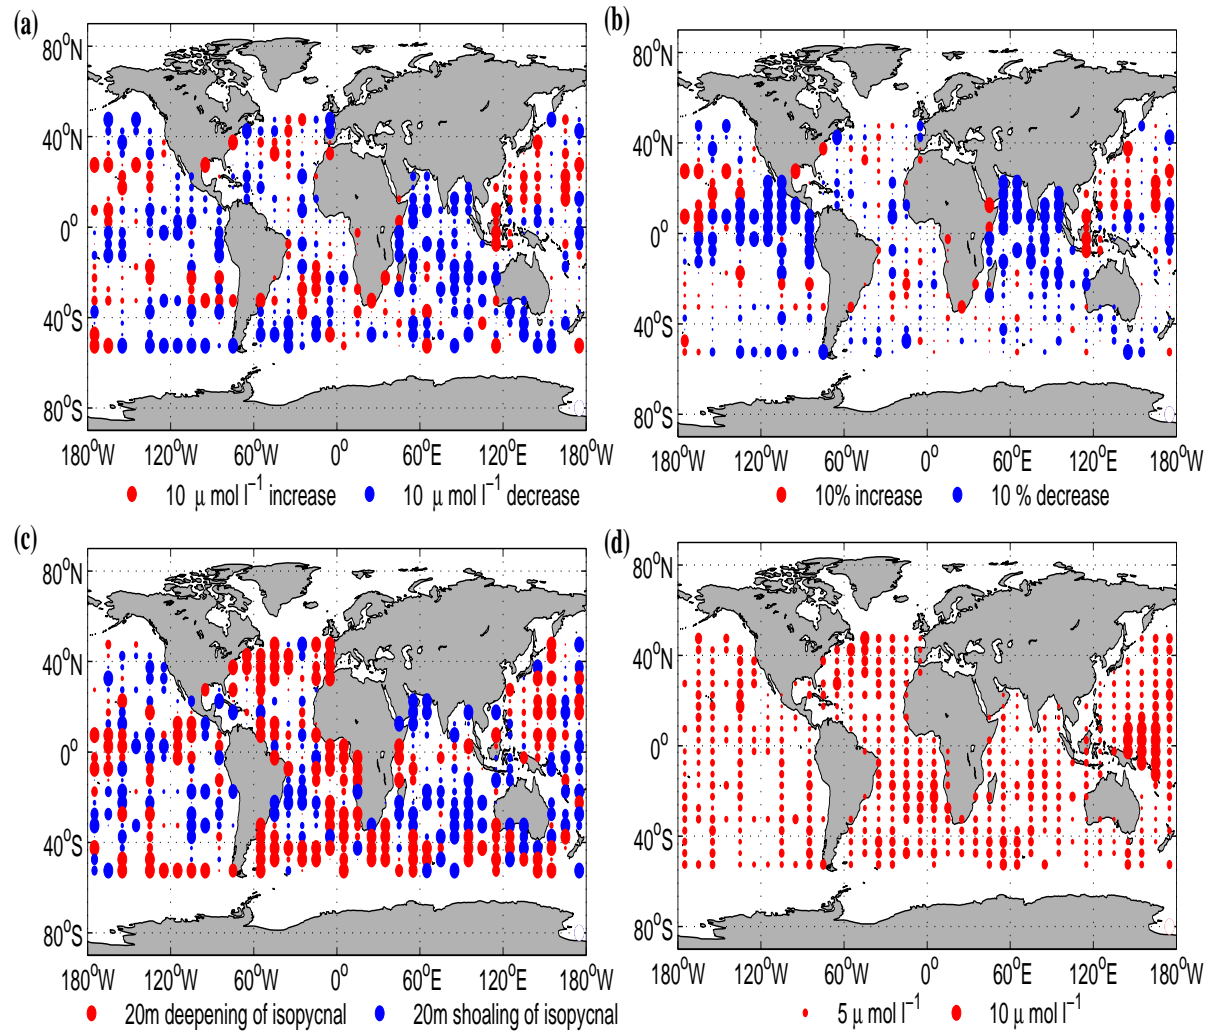 (a)
80°N
40°N
0°
40°S
80°S
180°W 120°W 60°W 0° 60°E 120°E 180°W
10 μ mol l⁻¹ increase 10 μ mol l⁻¹ decrease
(b)
80°N
40°N
0°
40°S
80°S
180°W 120°W 60°W 0° 60°E 120°E 180°W
10% increase 10 % decrease
(c)
80°N
40°N
0°
40°S
80°S
180°W 120°W 60°W 0° 60°E 120°E 180°W
20m deepening of isopycnal 20m shoaling of isopycnal
(d)
80°N
40°N
0°
40°S
80°S
180°W 120°W 60°W 0° 60°E 120°E 180°W
5 μ mol l⁻¹ 10 μ mol l⁻¹